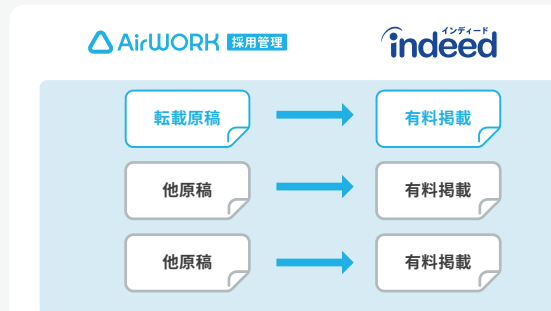 AirWORK 採用管理
インディード
indeed
転載原稿 有料掲載
他原稿 有料掲載
他原稿 有料掲載